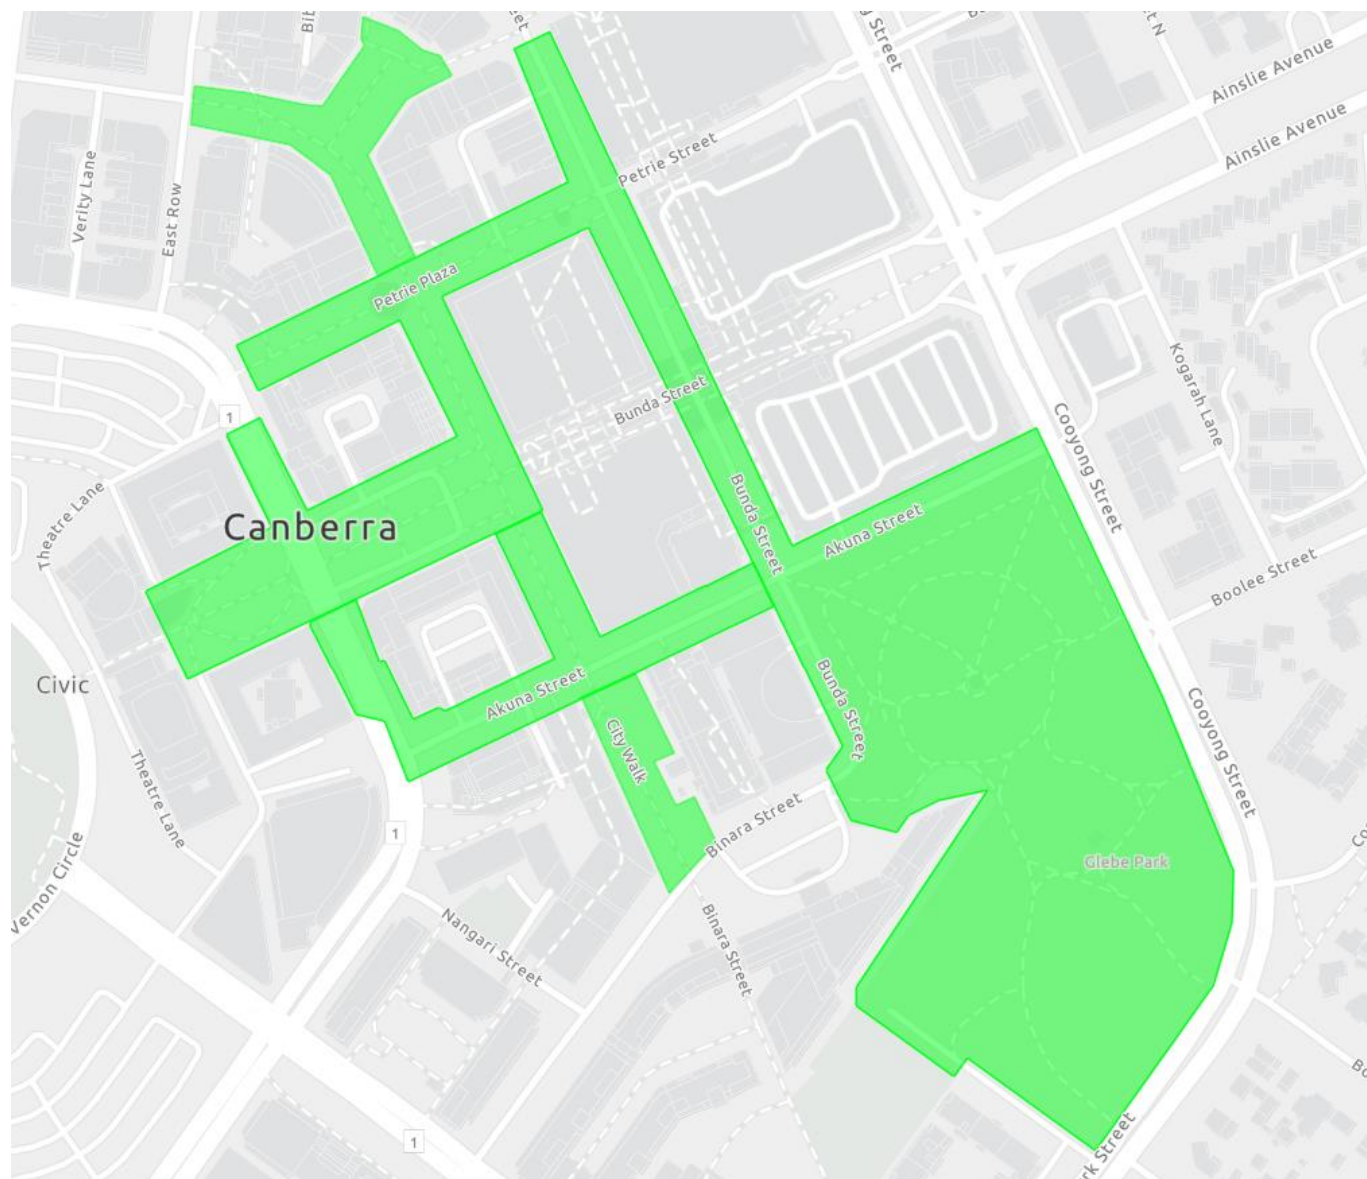 Street
Ainslie Avenue
Ainslie Avenue
Petrie Street
Verity Lane
East Row
Petrie Plaza
1
Bunda Street
Kogarah Lane
Cooyong Street
Theatre Lane
Canberra
Bunda Street
Akuna Street
Boolee Street
Civic
Akuna Street
Bunda Street
City Walk
Cooyong Street
Theatre Lane
1
Binara Street
Vernon Circle
Glebe Park
Nangari Street
Binara Street
1
Street